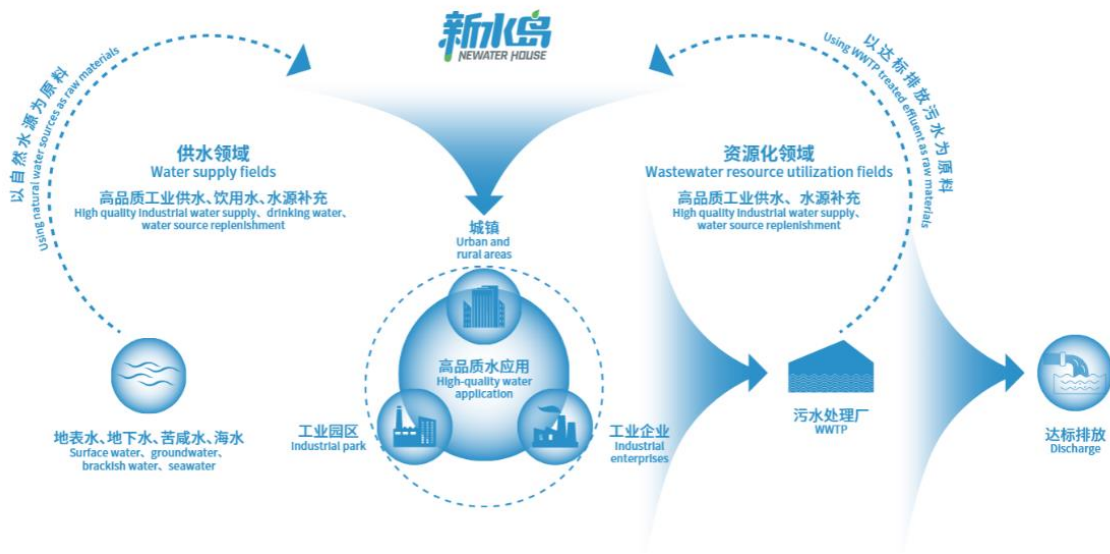 新水岛
NEWATER HOUSE
以自然水源为原料
Using natural water sources as raw materials
供水领域
Water supply fields
高品质工业供水、饮用水、水源补充
High quality industrial water supply、drinking water、
water source replenishment
地表水、地下水、苦咸水、海水
Surface water、groundwater、
brackish water、seawater
城镇
Urban and
rural areas
高品质水应用
High-quality water
application
工业园区
Industrial park
工业企业
Industrial
enterprises
资源化领域
Wastewater resource utilization fields
高品质工业供水、水源补充
High quality industrial water supply、
water source replenishment
以达标排放污水为原料
Using WWTP treated effluent as raw materials
污水处理厂
WWTP
达标排放
Discharge